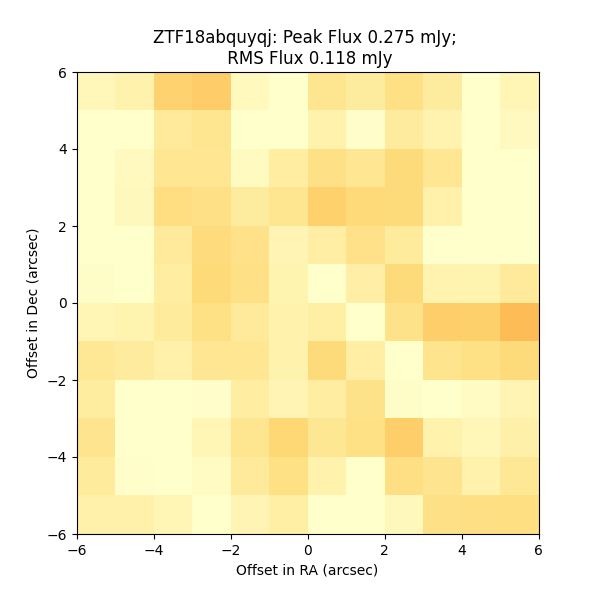 ZTF18abquyqj: Peak Flux 0.275 mJy;
RMS Flux 0.118 mJy
6
4
2
0
−2
−4
−6
Offset in Dec (arcsec)
−6 −4 −2 0 2 4 6
Offset in RA (arcsec)